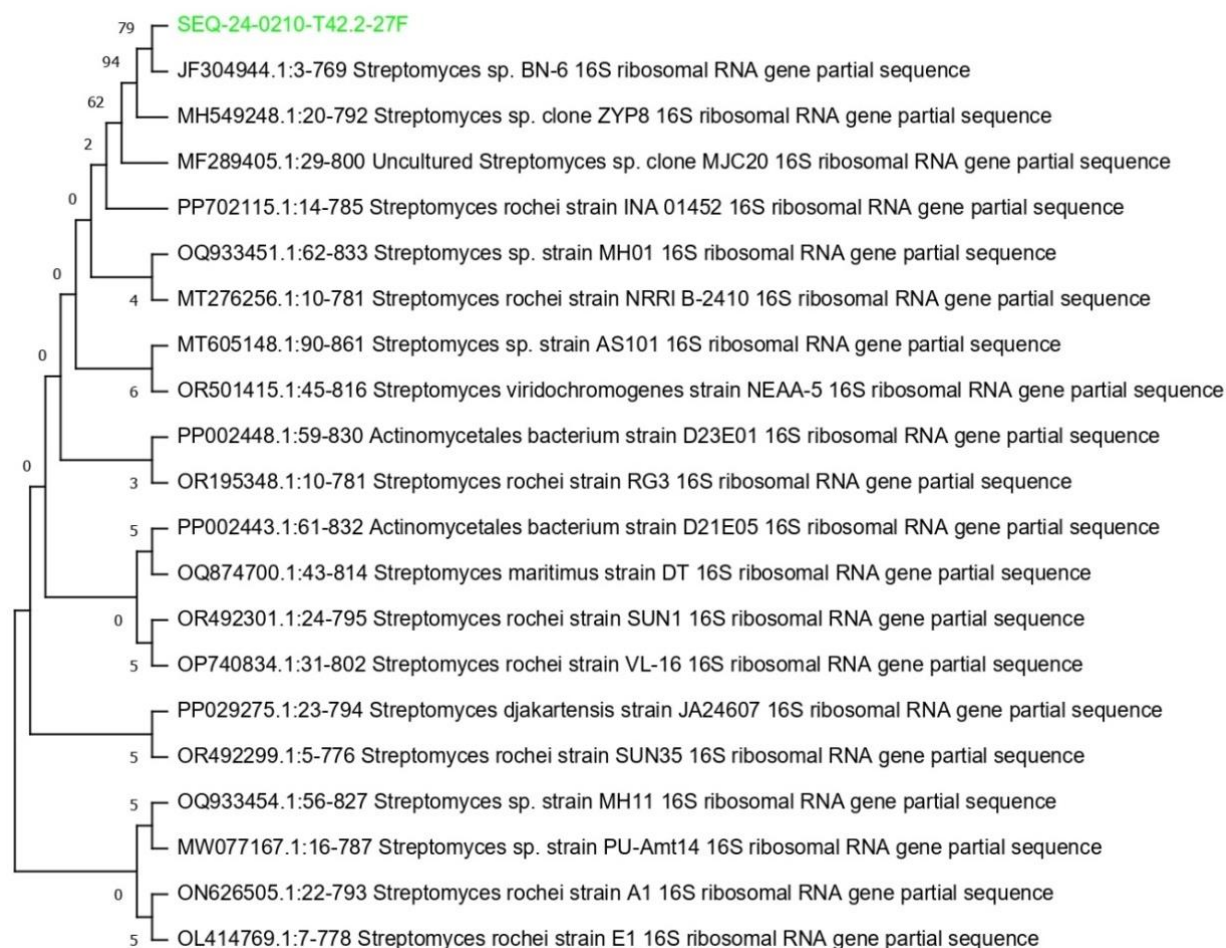 79
SEQ-24-0210-T42.2-27F
94
JF304944.1:3-769 Streptomyces sp. BN-6 16S ribosomal RNA gene partial sequence
62
MH549248.1:20-792 Streptomyces sp. clone ZYP8 16S ribosomal RNA gene partial sequence
2
MF289405.1:29-800 Uncultured Streptomyces sp. clone MJC20 16S ribosomal RNA gene partial sequence
0
PP702115.1:14-785 Streptomyces rochei strain INA 01452 16S ribosomal RNA gene partial sequence
OQ933451.1:62-833 Streptomyces sp. strain MH01 16S ribosomal RNA gene partial sequence
0
4
MT276256.1:10-781 Streptomyces rochei strain NRRI B-2410 16S ribosomal RNA gene partial sequence
MT605148.1:90-861 Streptomyces sp. strain AS101 16S ribosomal RNA gene partial sequence
0
6
OR501415.1:45-816 Streptomyces viridochromogenes strain NEAA-5 16S ribosomal RNA gene partial sequence
PP002448.1:59-830 Actinomycetales bacterium strain D23E01 16S ribosomal RNA gene partial sequence
0
3
OR195348.1:10-781 Streptomyces rochei strain RG3 16S ribosomal RNA gene partial sequence
5
PP002443.1:61-832 Actinomycetales bacterium strain D21E05 16S ribosomal RNA gene partial sequence
OQ874700.1:43-814 Streptomyces maritimus strain DT 16S ribosomal RNA gene partial sequence
0
OR492301.1:24-795 Streptomyces rochei strain SUN1 16S ribosomal RNA gene partial sequence
5
OP740834.1:31-802 Streptomyces rochei strain VL-16 16S ribosomal RNA gene partial sequence
PP029275.1:23-794 Streptomyces djakartensis strain JA24607 16S ribosomal RNA gene partial sequence
5
OR492299.1:5-776 Streptomyces rochei strain SUN35 16S ribosomal RNA gene partial sequence
5
OQ933454.1:56-827 Streptomyces sp. strain MH11 16S ribosomal RNA gene partial sequence
MW077167.1:16-787 Streptomyces sp. strain PU-Amt14 16S ribosomal RNA gene partial sequence
0
ON626505.1:22-793 Streptomyces rochei strain A1 16S ribosomal RNA gene partial sequence
5
OL414769.1:7-778 Streptomyces rochei strain E1 16S ribosomal RNA gene partial sequence